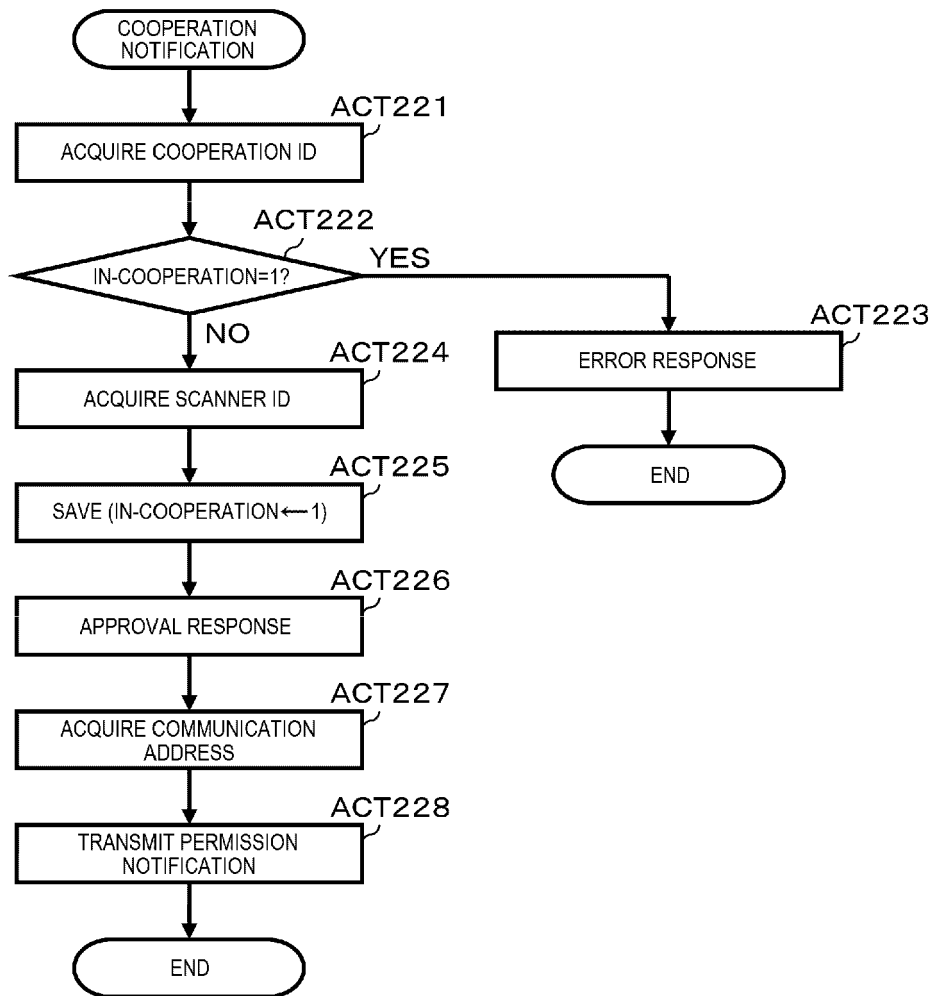 COOPERATION
NOTIFICATION
ACT221
ACQUIRE COOPERATION ID
ACT222
IN-COOPERATION=1?
YES
NO
ACT223
ERROR RESPONSE
END
ACT224
ACQUIRE SCANNER ID
ACT225
SAVE (IN-COOPERATION←1)
ACT226
APPROVAL RESPONSE
ACT227
ACQUIRE COMMUNICATION
ADDRESS
ACT228
TRANSMIT PERMISSION
NOTIFICATION
END